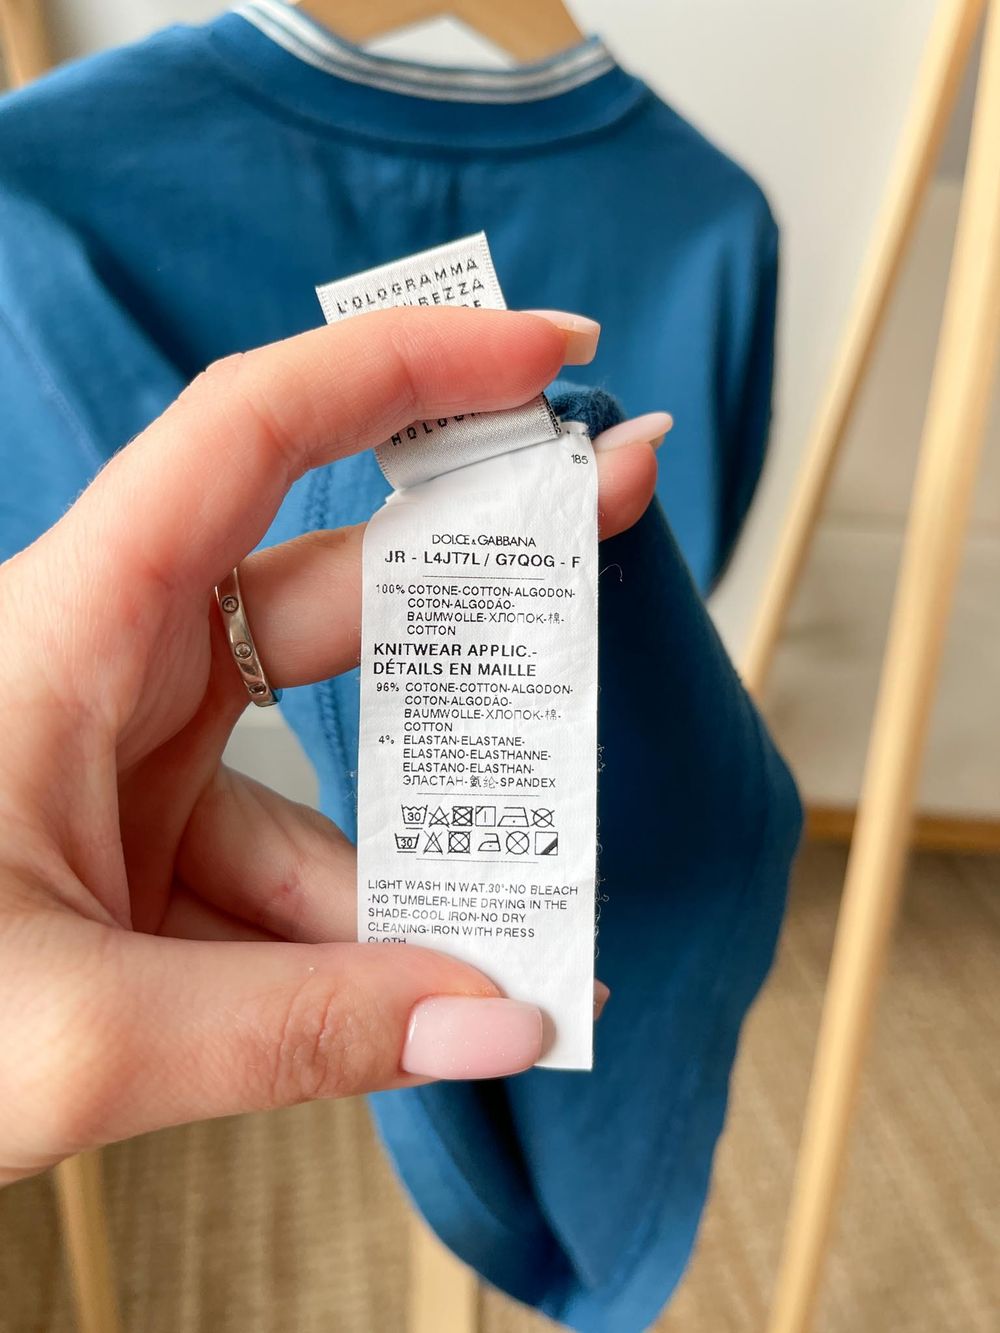 L'OLOGRAMMA
185
DOLCE & GABBANA
JR - L4JT7L / G7QOG - F
100% COTONE-COTTON-ALGODON-
COTON-ALGODÃO-
BAUMWOLLE-ХЛОПОК-棉-
COTTON
KNITWEAR APPLIC.-
DÉTAILS EN MAILLE
96% COTONE-COTTON-ALGODON-
COTON-ALGODÃO-
BAUMWOLLE-ХЛОПОК-棉-
COTTON
4% ELASTAN-ELASTANE-
ELASTANO-ELASTHANNE-
ELASTANO-ELASTHAN-
ЭЛАСТАН-氨纶-SPANDEX
30
30
LIGHT WASH IN WAT.30°-NO BLEACH
-NO TUMBLER-LINE DRYING IN THE
SHADE-COOL IRON-NO DRY
CLEANING-IRON WITH PRESS
CLOTH